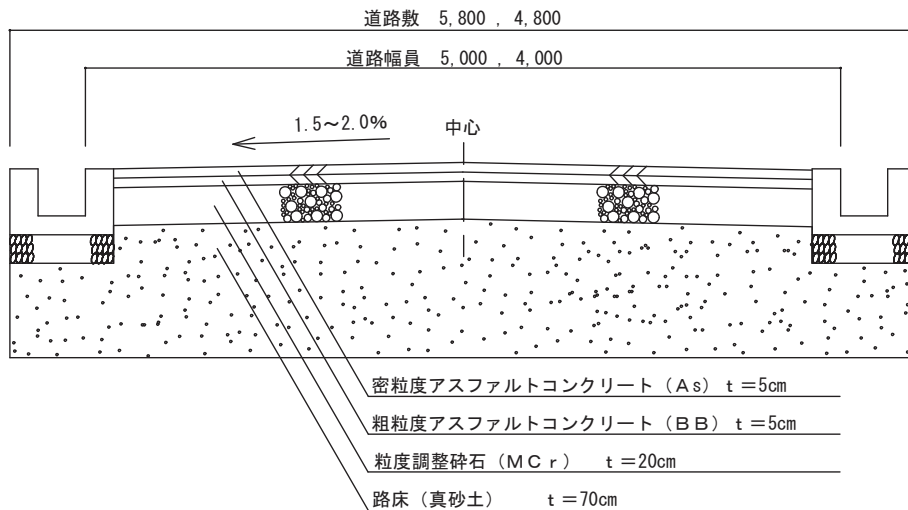 道路敷 5,800 , 4,800
道路幅員 5,000 , 4,000
1.5～2.0%
中心
密粒度アスファルトコンクリート（As） t＝5cm
粗粒度アスファルトコンクリート（BB） t＝5cm
粒度調整砕石（MCr） t＝20cm
路床（真砂土） t＝70cm